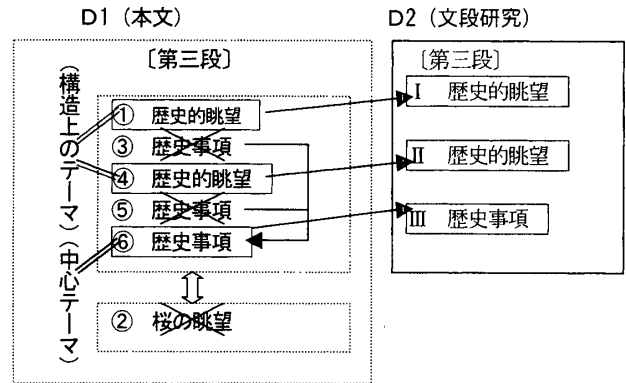 D1(本文)
D2(文段研究)
〔第三段〕
(構造上のテーマ)
(中心テーマ)
① 歴史的眺望
③ 歴史事項
④ 歴史的眺望
⑤ 歴史事項
⑥ 歴史事項
② 桜の眺望
〔第三段〕
Ⅰ 歴史的眺望
Ⅱ 歴史的眺望
Ⅲ 歴史事項